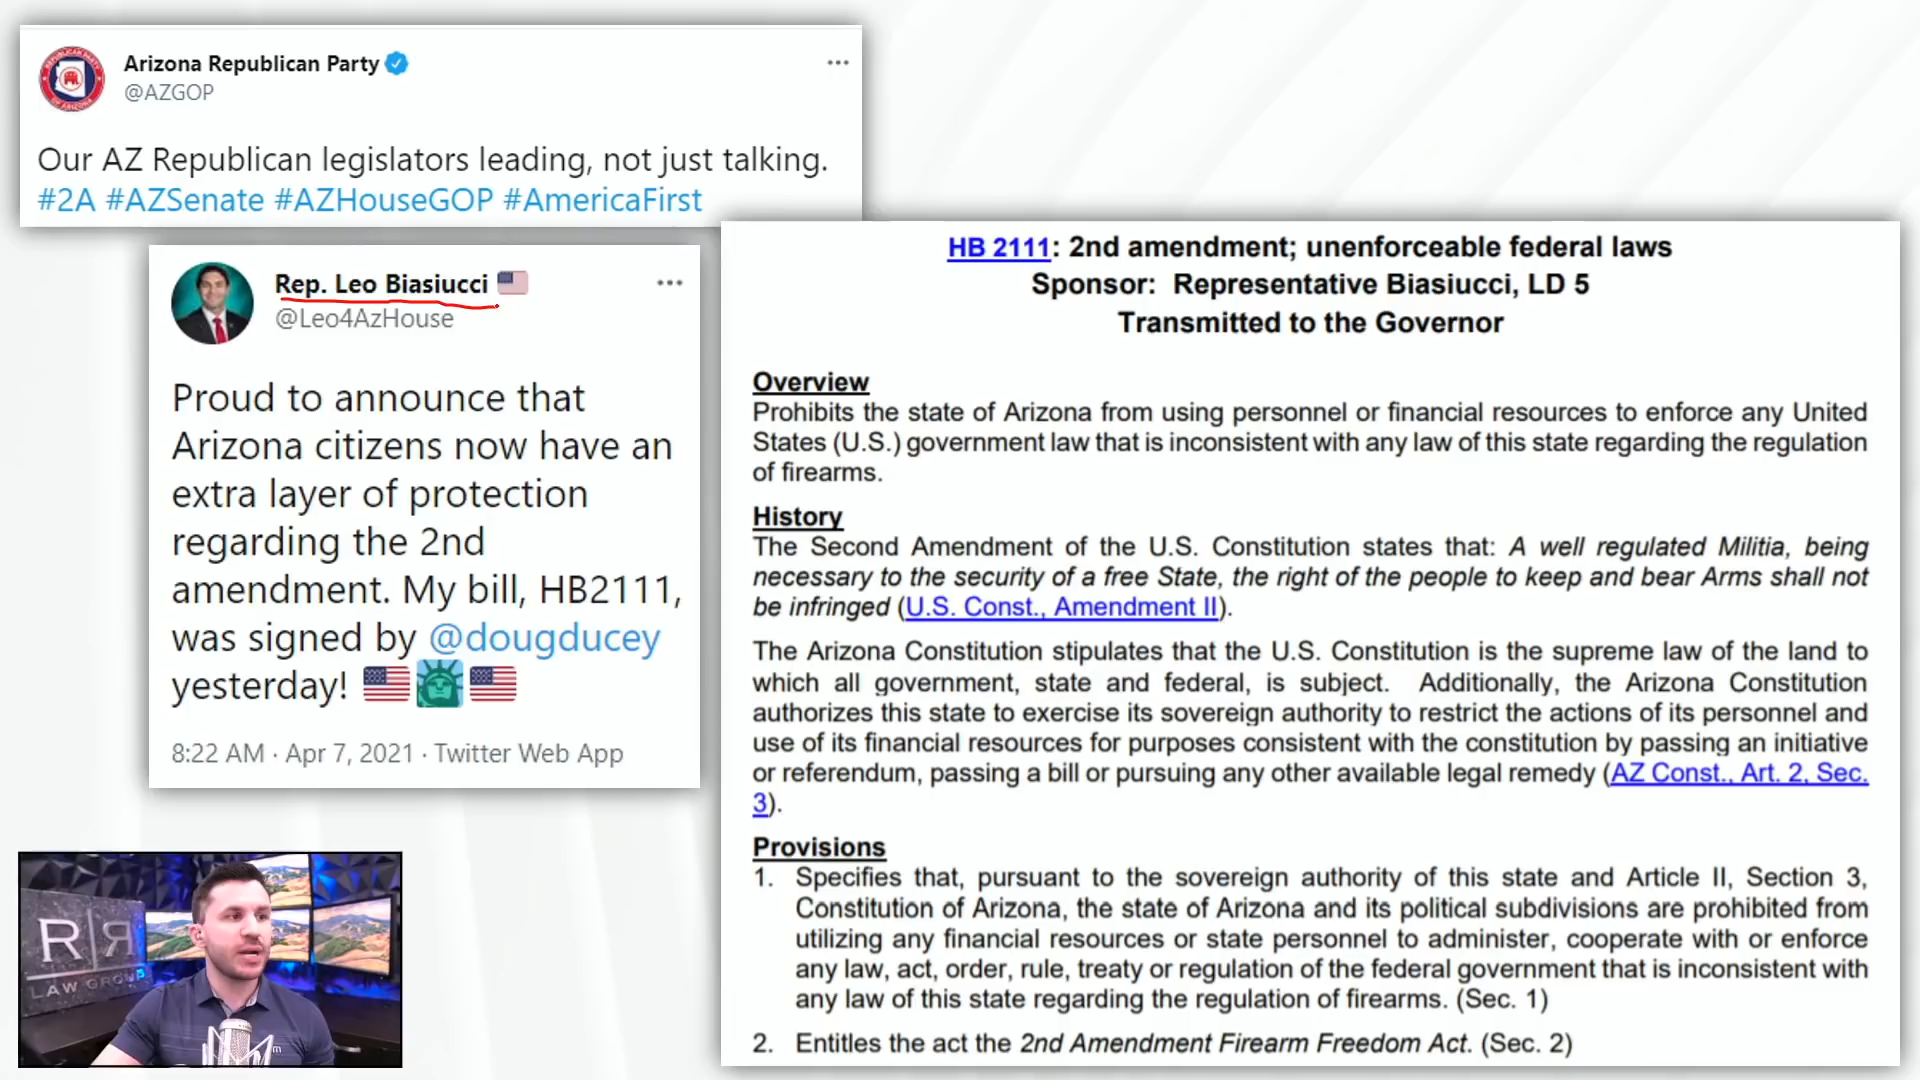 Arizona Republican Party
@AZGOP
Our AZ Republican legislators leading, not just talking.
#2A #AZSenate #AZHouseGOP #AmericaFirst
Rep. Leo Biasiucci
@Leo4AzHouse
Proud to announce that
Arizona citizens now have an
extra layer of protection
regarding the 2nd
amendment. My bill, HB2111,
was signed by @dougducey
yesterday!
8:22 AM · Apr 7, 2021 · Twitter Web App
HB 2111: 2nd amendment; unenforceable federal laws
Sponsor: Representative Biasiucci, LD 5
Transmitted to the Governor
Overview
Prohibits the state of Arizona from using personnel or financial resources to enforce any United
States (U.S.) government law that is inconsistent with any law of this state regarding the regulation
of firearms.
History
The Second Amendment of the U.S. Constitution states that: A well regulated Militia, being
necessary to the security of a free State, the right of the people to keep and bear Arms shall not
be infringed (U.S. Const., Amendment II).
The Arizona Constitution stipulates that the U.S. Constitution is the supreme law of the land to
which all government, state and federal, is subject. Additionally, the Arizona Constitution
authorizes this state to exercise its sovereign authority to restrict the actions of its personnel and
use of its financial resources for purposes consistent with the constitution by passing an initiative
or referendum, passing a bill or pursuing any other available legal remedy (AZ Const., Art. 2, Sec.
3).
Provisions
1. Specifies that, pursuant to the sovereign authority of this state and Article II, Section 3,
Constitution of Arizona, the state of Arizona and its political subdivisions are prohibited from
utilizing any financial resources or state personnel to administer, cooperate with or enforce
any law, act, order, rule, treaty or regulation of the federal government that is inconsistent with
any law of this state regarding the regulation of firearms. (Sec. 1)
2. Entitles the act the 2nd Amendment Firearm Freedom Act. (Sec. 2)
R|R
LAW GROUP